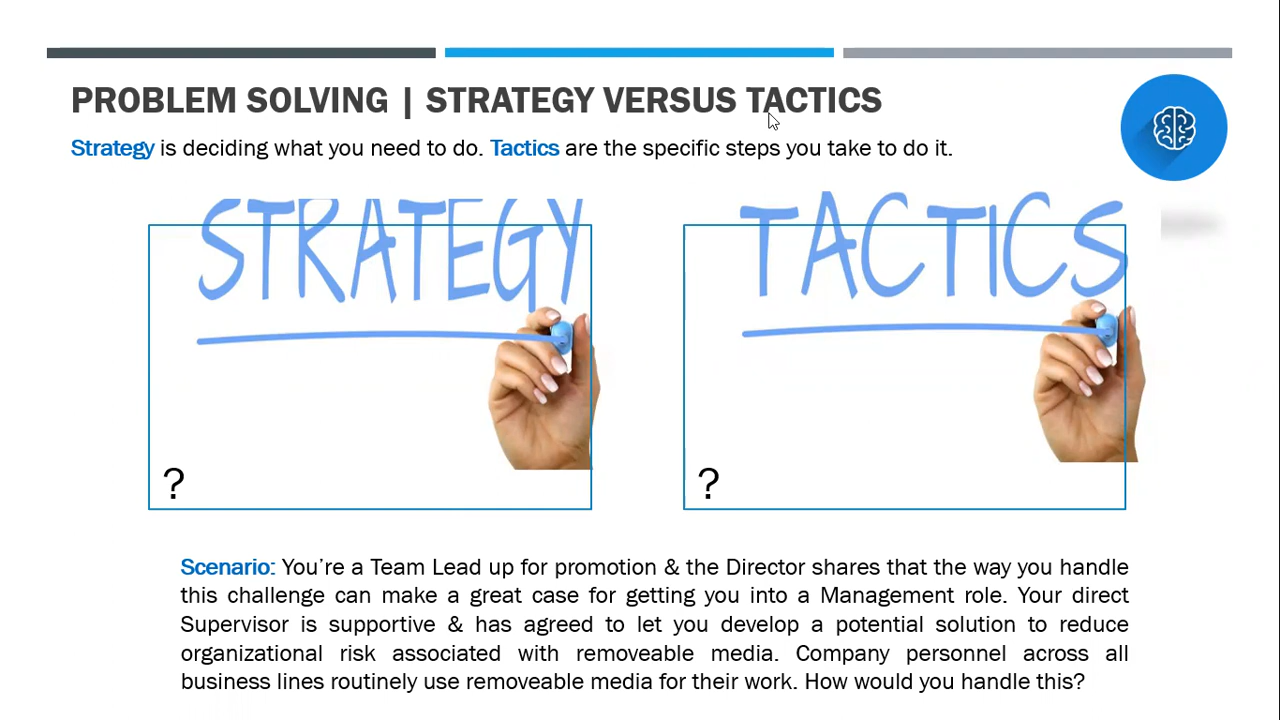 PROBLEM SOLVING | STRATEGY VERSUS TACTICS
Strategy is deciding what you need to do. Tactics are the specific steps you take to do it.
STRATEGY
TACTICS
?
?
Scenario: You’re a Team Lead up for promotion & the Director shares that the way you handle
this challenge can make a great case for getting you into a Management role. Your direct
Supervisor is supportive & has agreed to let you develop a potential solution to reduce
organizational risk associated with removeable media. Company personnel across all
business lines routinely use removeable media for their work. How would you handle this?